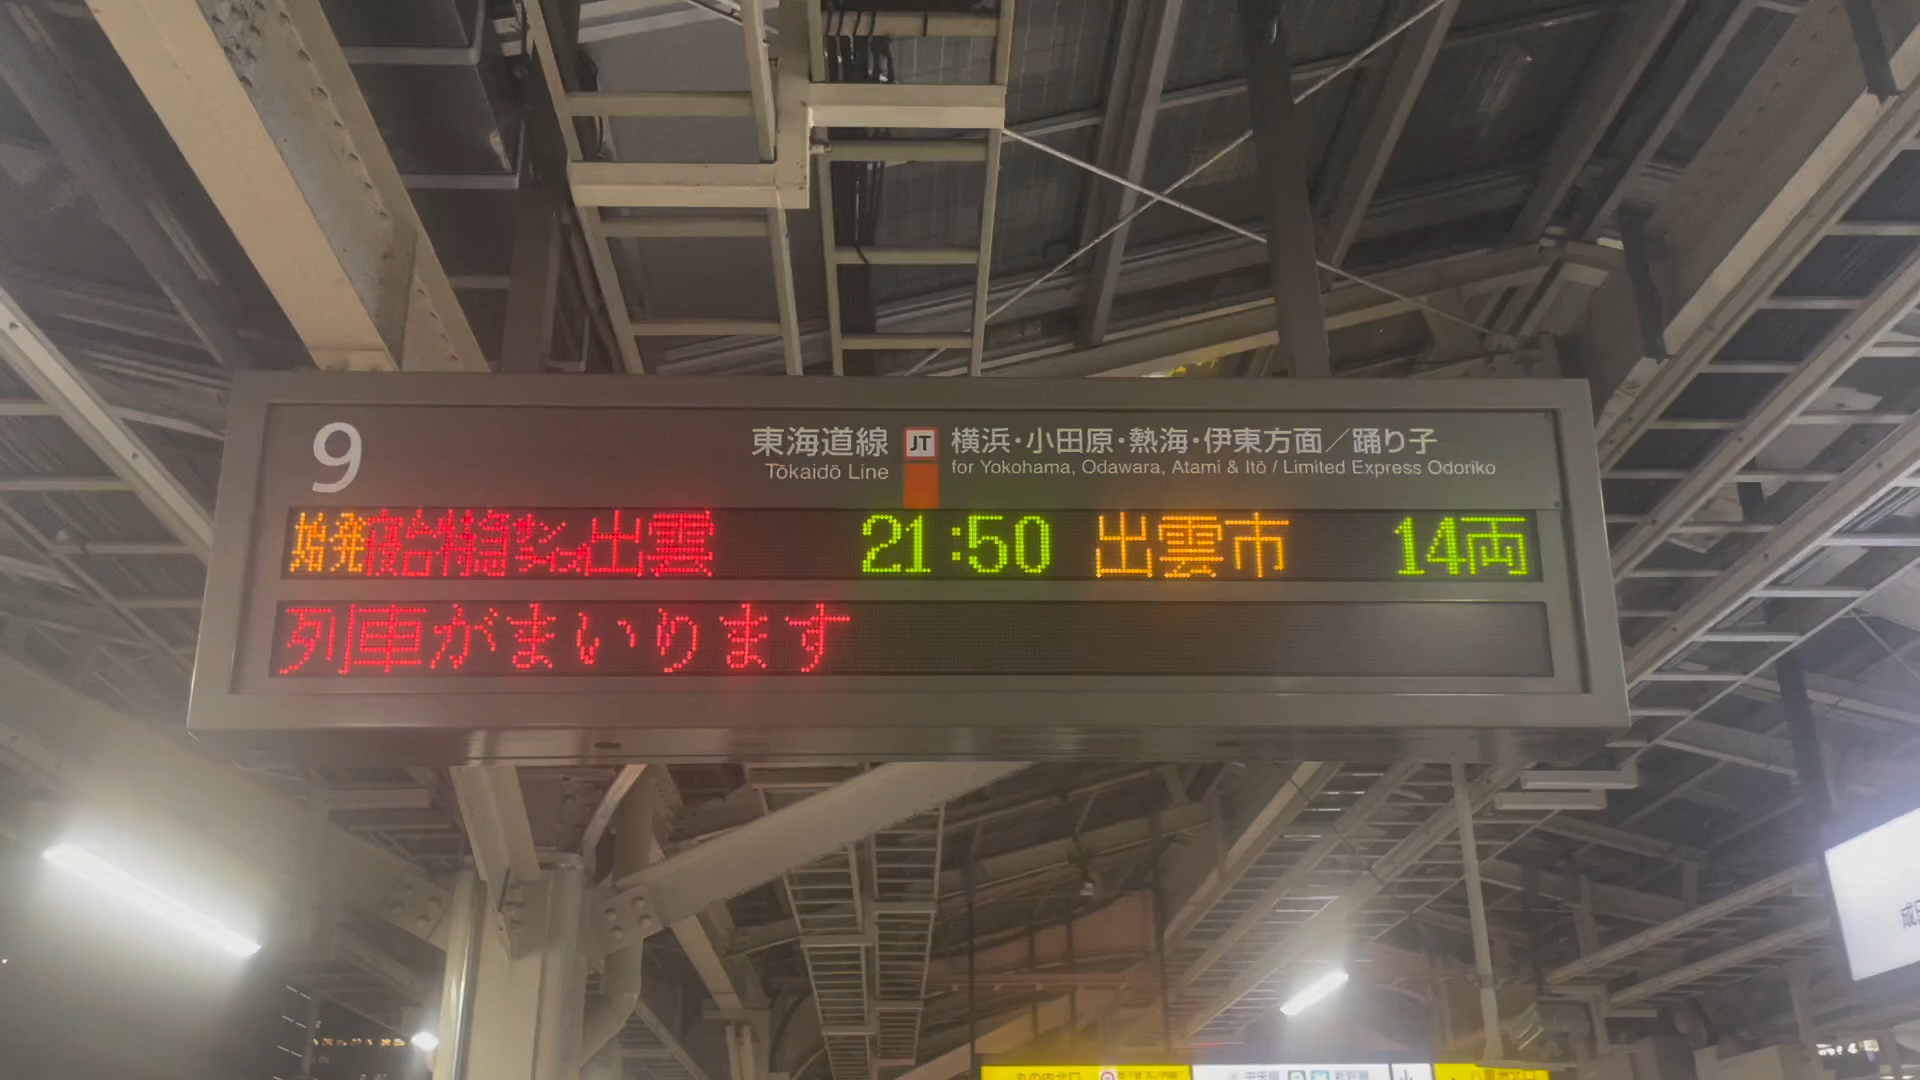 9
東海道線 JT 横浜・小田原・熱海・伊東方面／踊り子
Tōkaidō Line for Yokohama, Odawara, Atami & Itō / Limited Express Odoriko
始発 寝台特急 サンライズ 出雲 21:50 出雲市 14両
列車がまいります